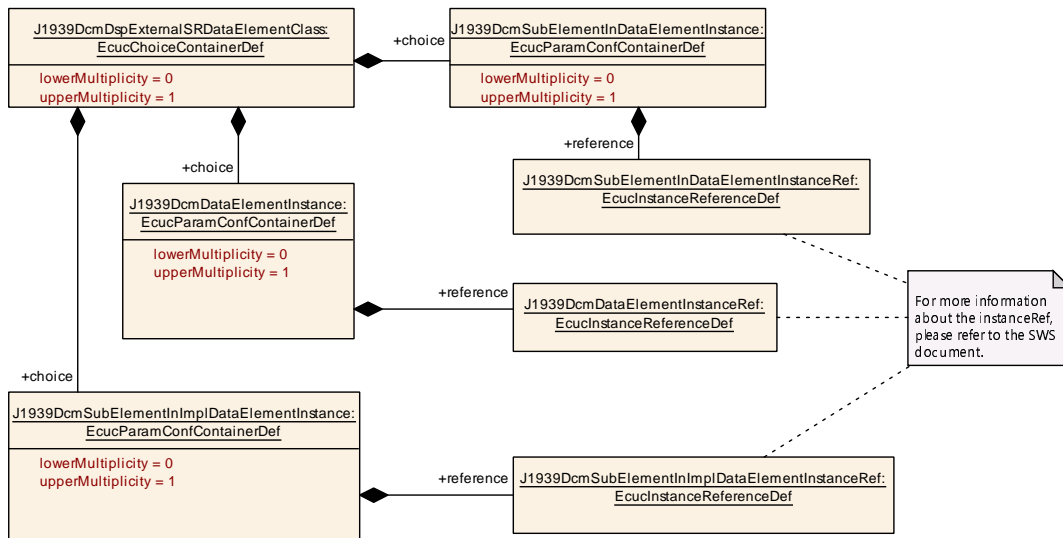 J1939DcmDspExternalSRDataElementClass:
EcucChoiceContainerDef
lowerMultiplicity = 0
upperMultiplicity = 1
+choice
J1939DcmSubElementInDataElementInstance:
EcucParamConfContainerDef
lowerMultiplicity = 0
upperMultiplicity = 1
+reference
J1939DcmSubElementInDataElementInstanceRef:
EcucInstanceReferenceDef
+choice
J1939DcmDataElementInstance:
EcucParamConfContainerDef
lowerMultiplicity = 0
upperMultiplicity = 1
+reference
J1939DcmDataElementInstanceRef:
EcucInstanceReferenceDef
For more information
about the instanceRef,
please refer to the SWS
document.
+choice
J1939DcmSubElementInImplDataElementInstance:
EcucParamConfContainerDef
lowerMultiplicity = 0
upperMultiplicity = 1
+reference
J1939DcmSubElementInImplDataElementInstanceRef:
EcucInstanceReferenceDef